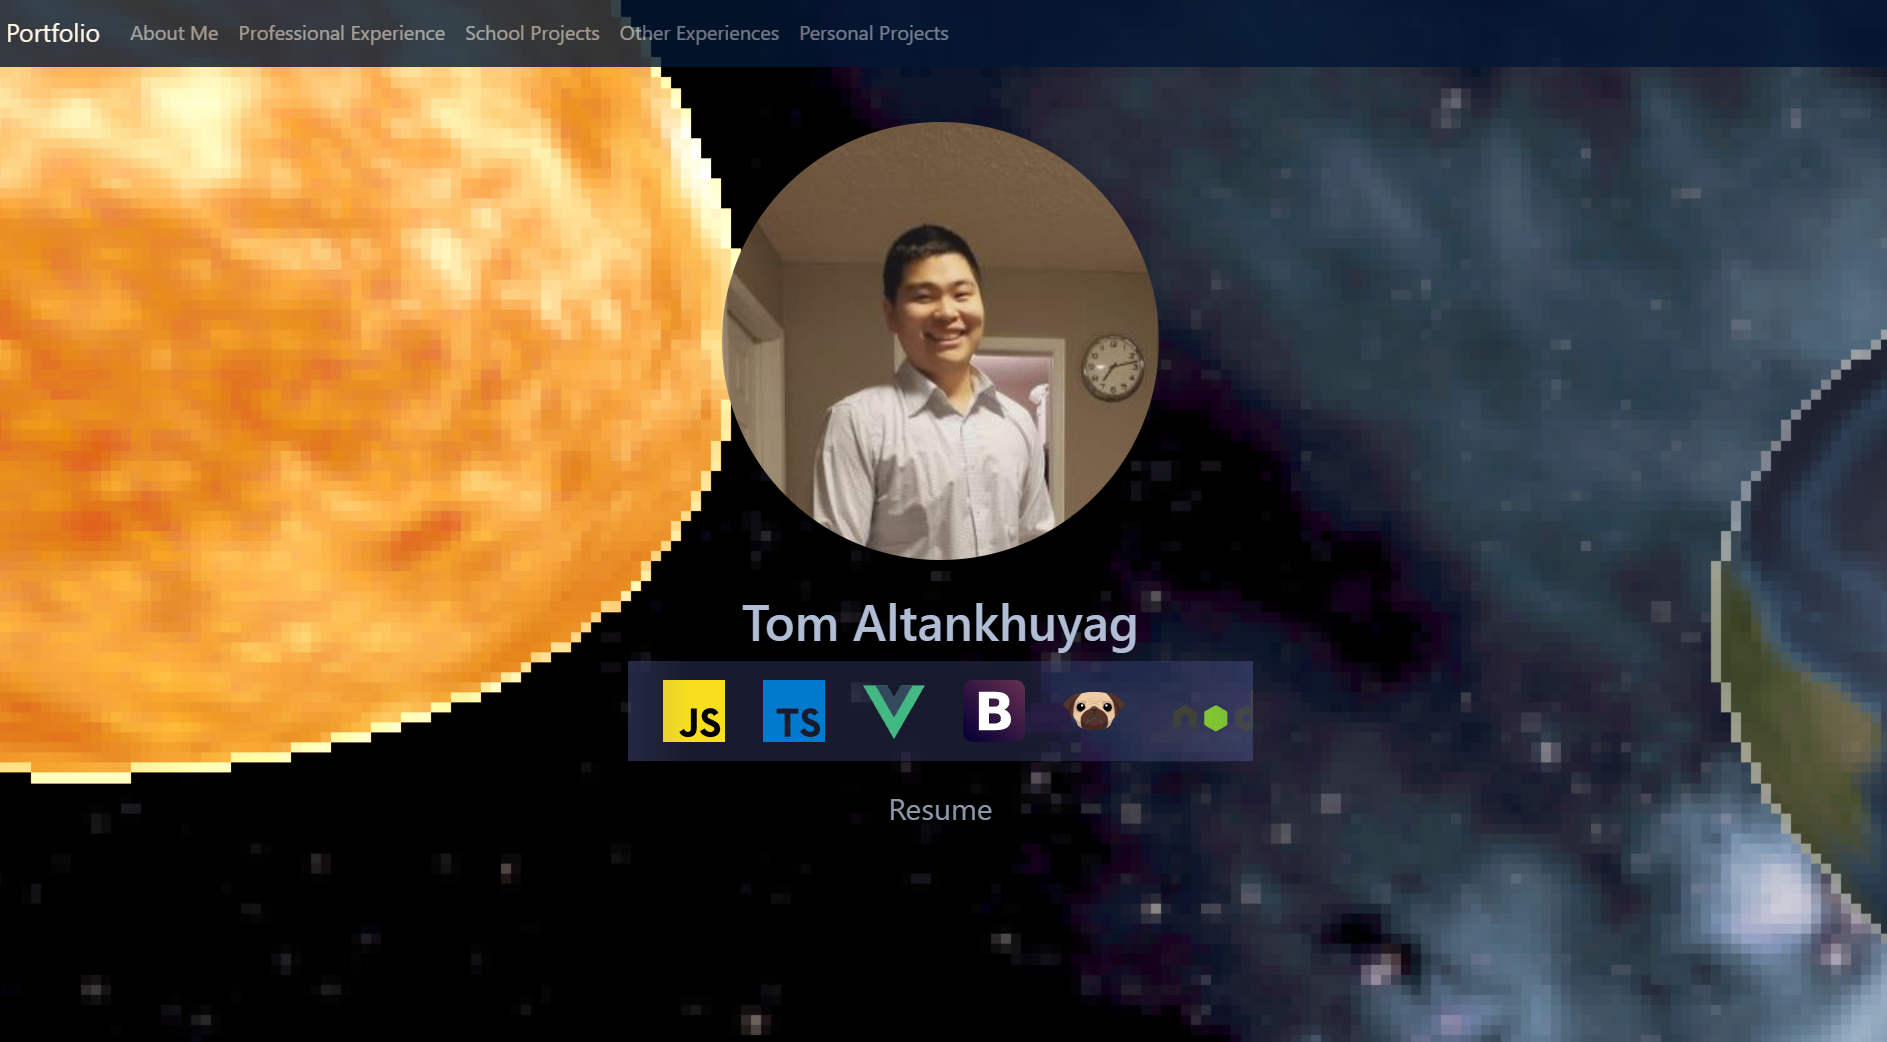 Portfolio About Me Professional Experience School Projects Other Experiences Personal Projects
Tom Altankhuyag
JS TS B
Resume